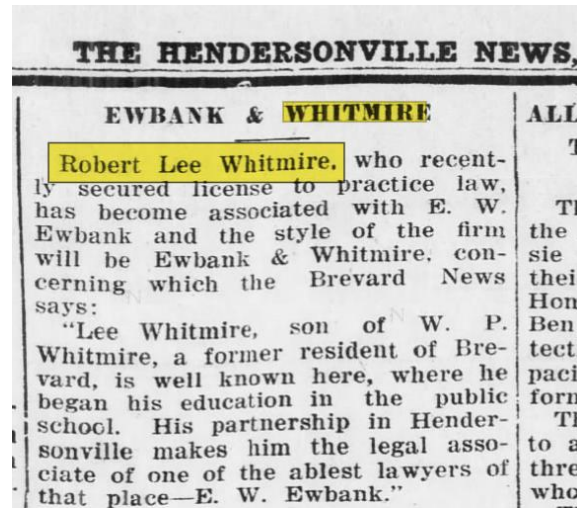 THE HENDERSONVILLE NEWS,
EWBANK & WHITMIRE
Robert Lee Whitmire, who recent-
ly secured license to practice law,
has become associated with E. W.
Ewbank and the style of the firm
will be Ewbank & Whitmire, con-
cerning which the Brevard News
says:
"Lee Whitmire, son of W. P.
Whitmire, a former resident of Bre-
vard, is well known here, where he
began his education in the public
school. His partnership in Hender-
sonville makes him the legal asso-
ciate of one of the ablest lawyers of
that place—E. W. Ewbank."
ALL
Th
the
sie
thei
Hon
Ben
tect
paci
forn
Th
to a
thre
who